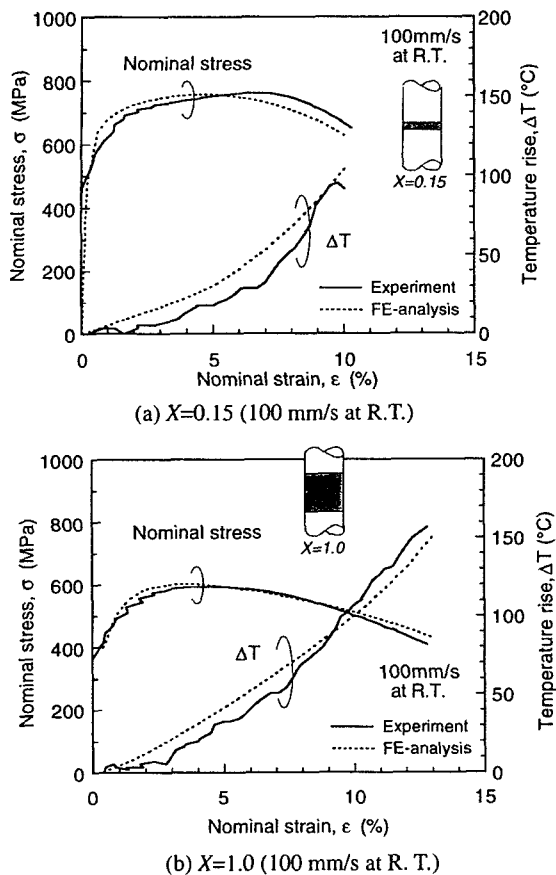 1000
800
600
400
200
0
Nominal stress, σ (MPa)
200
150
100
50
0
Temperature rise, ΔT (°C)
0 5 10 15
Nominal strain, ε (%)
Nominal stress
100mm/s
at R.T.
X=0.15
ΔT
Experiment
FE-analysis
(a) X=0.15 (100 mm/s at R.T.)
1000
800
600
400
200
0
Nominal stress, σ (MPa)
200
150
100
50
0
Temperature rise, ΔT (°C)
0 5 10 15
Nominal strain, ε (%)
X=1.0
Nominal stress
ΔT
100mm/s
at R.T.
Experiment
FE-analysis
(b) X=1.0 (100 mm/s at R. T.)